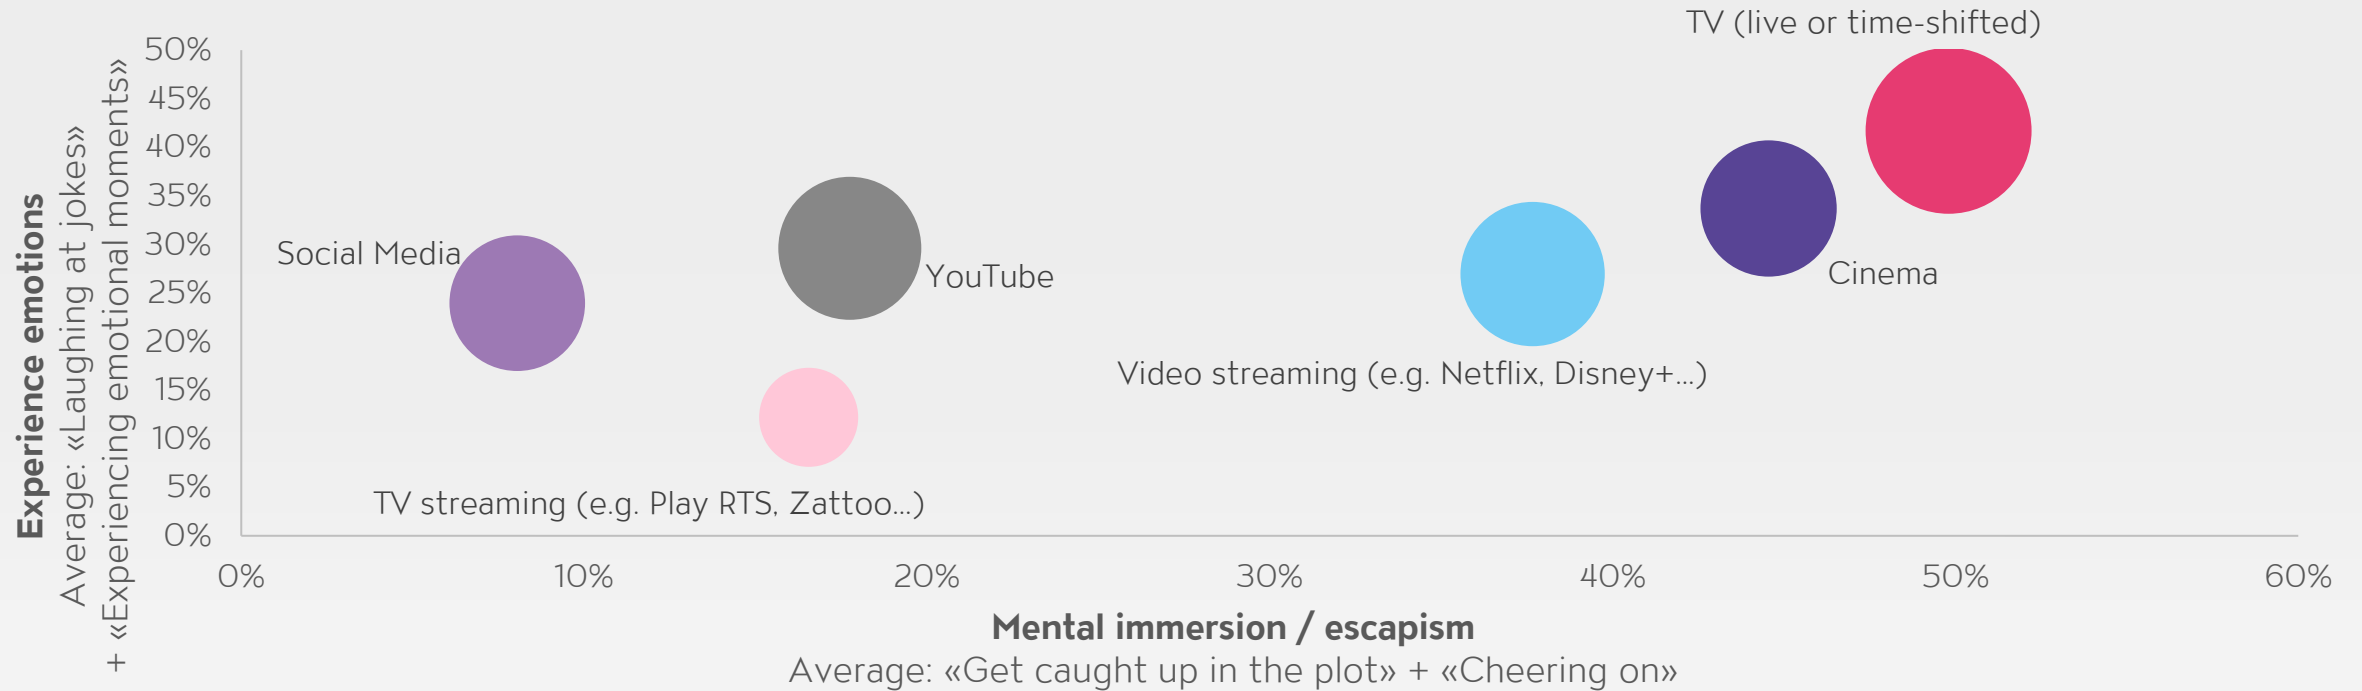 Experience emotions
Average: «Laughing at jokes»
+ «Experiencing emotional moments»
50%
45%
40%
35%
30%
25%
20%
15%
10%
5%
0%
TV (live or time-shifted)
Social Media
YouTube
Cinema
Video streaming (e.g. Netflix, Disney+...)
TV streaming (e.g. Play RTS, Zattoo...)
0%
10%
20%
30%
40%
50%
60%
Mental immersion / escapism
Average: «Get caught up in the plot» + «Cheering on»